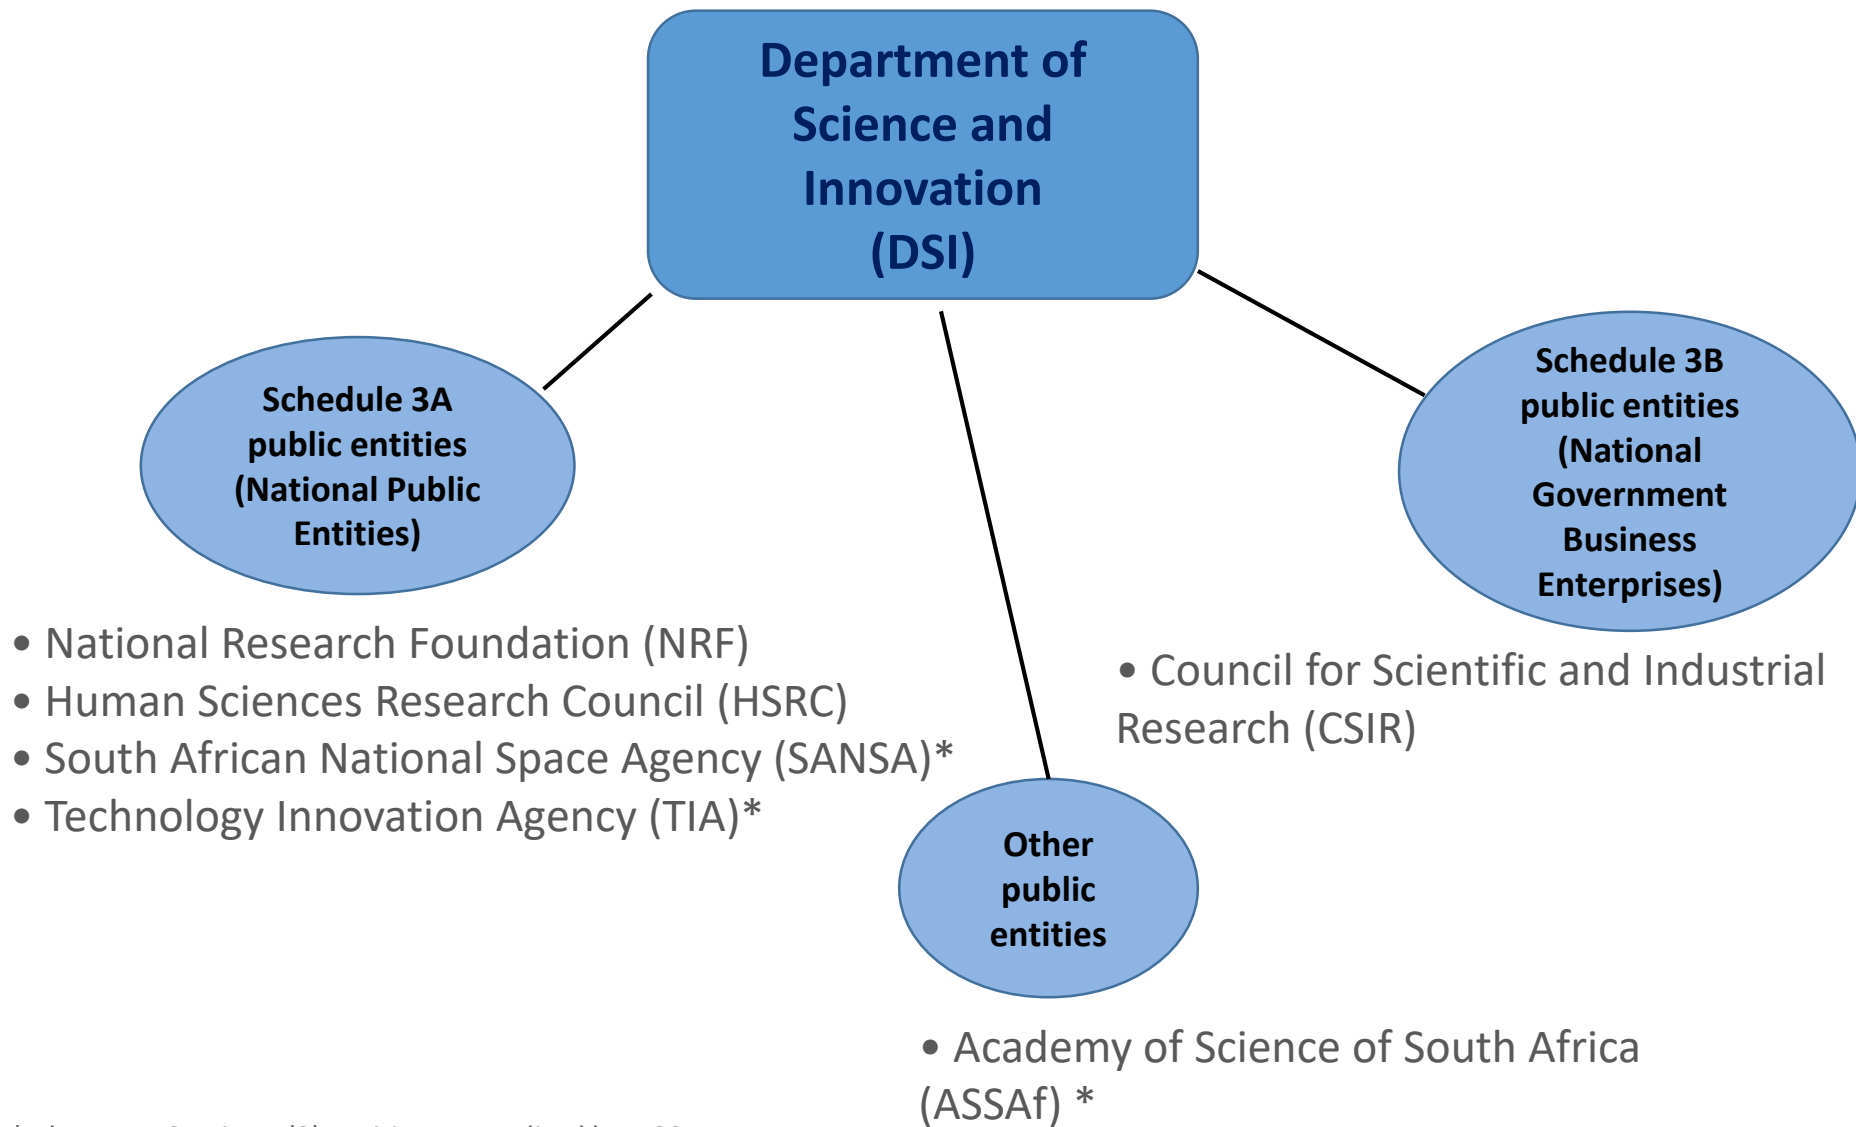 Department of
Science and
Innovation
(DSI)
Schedule 3A
public entities
(National Public
Entities)
• National Research Foundation (NRF)
• Human Sciences Research Council (HSRC)
• South African National Space Agency (SANSA)*
• Technology Innovation Agency (TIA)*
Schedule 3B
public entities
(National
Government
Business
Enterprises)
• Council for Scientific and Industrial
Research (CSIR)
Other
public
entities
• Academy of Science of South Africa
(ASSAf) *